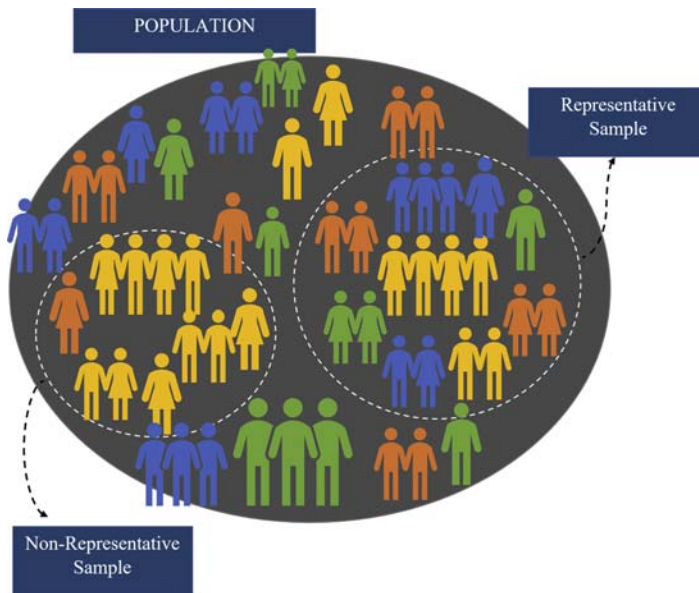 POPULATION
Representative
Sample
Non-Representative
Sample